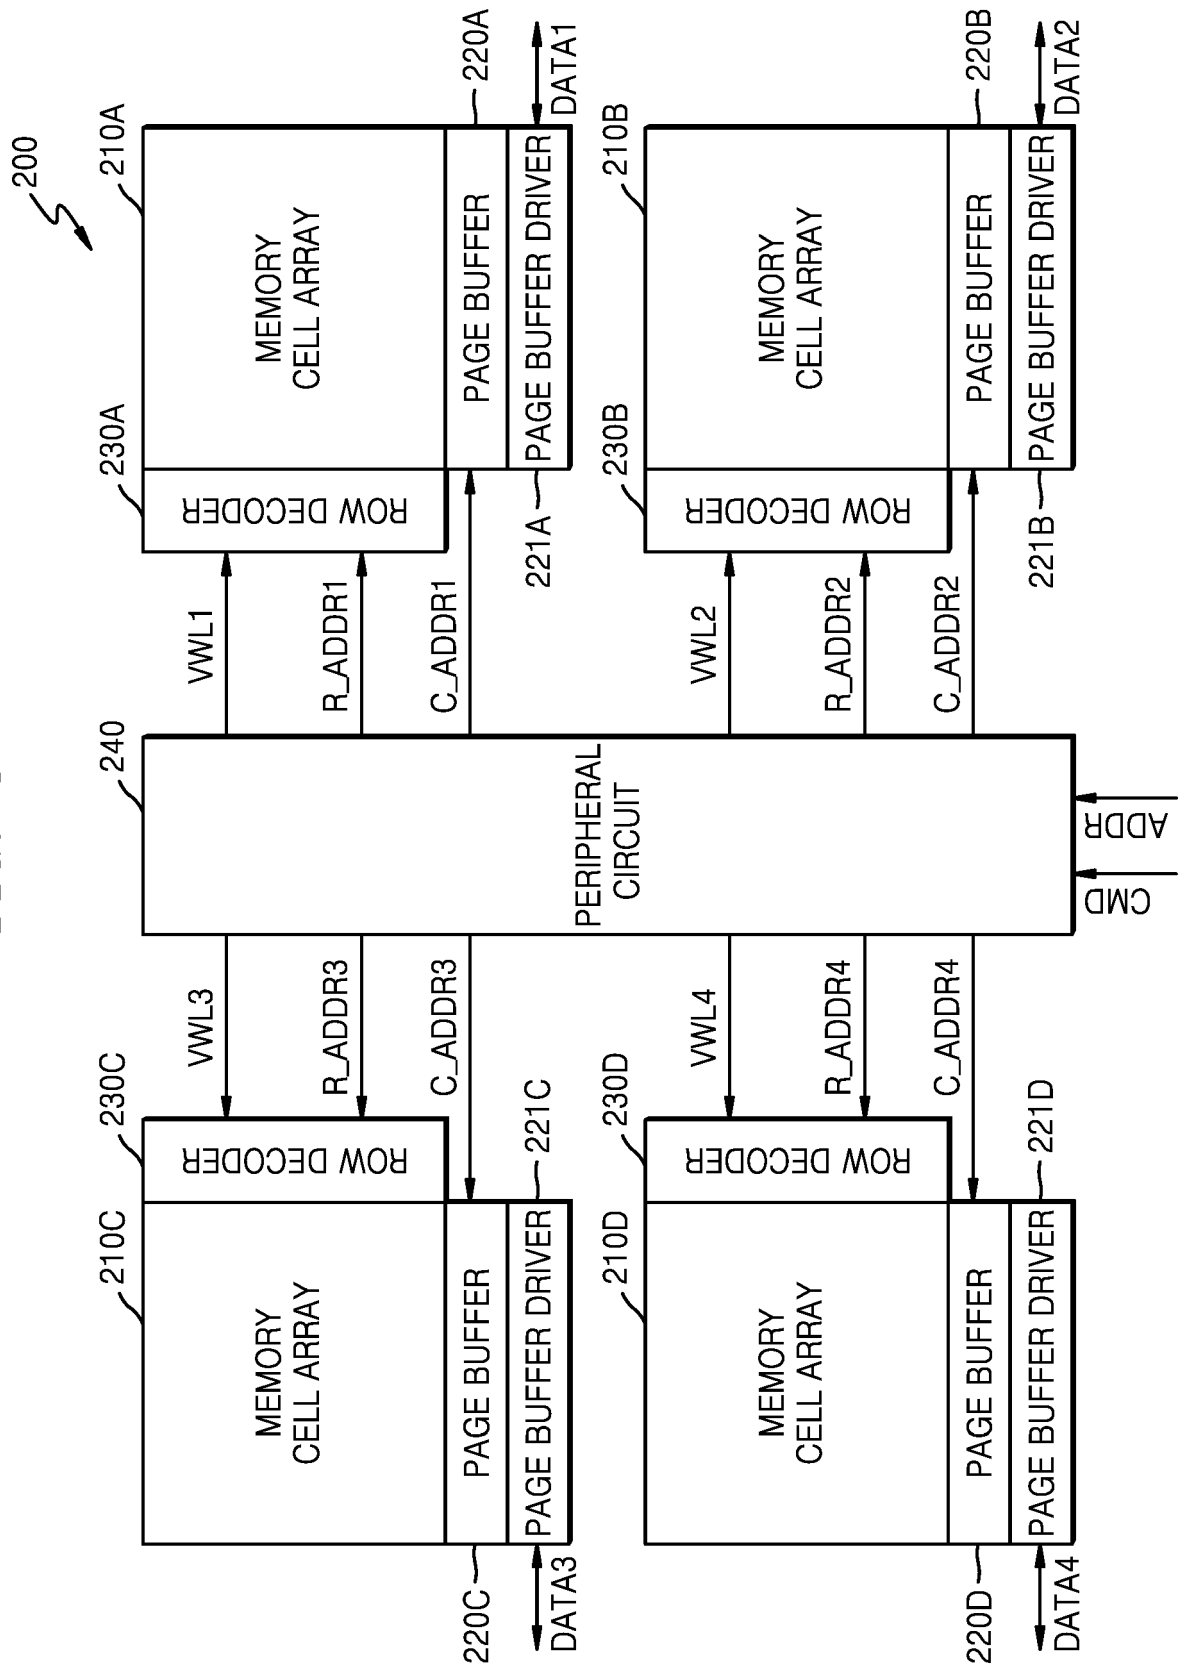 200
210C
230C
240
230A
210A
VWL3
VWL1
ROW DECODER
ROW DECODER
MEMORY
CELL ARRAY
MEMORY
CELL ARRAY
R_ADDR3
R_ADDR1
C_ADDR3
C_ADDR1
220C
PAGE BUFFER
PAGE BUFFER
220A
PAGE BUFFER DRIVER
221C
221A
PAGE BUFFER DRIVER
DATA3
DATA1
PERIPHERAL
CIRCUIT
210D
230D
230B
210B
VWL4
VWL2
ROW DECODER
ROW DECODER
MEMORY
CELL ARRAY
MEMORY
CELL ARRAY
R_ADDR4
R_ADDR2
C_ADDR4
C_ADDR2
220D
PAGE BUFFER
PAGE BUFFER
220B
PAGE BUFFER DRIVER
221D
221B
PAGE BUFFER DRIVER
DATA4
DATA2
CMD
ADDR